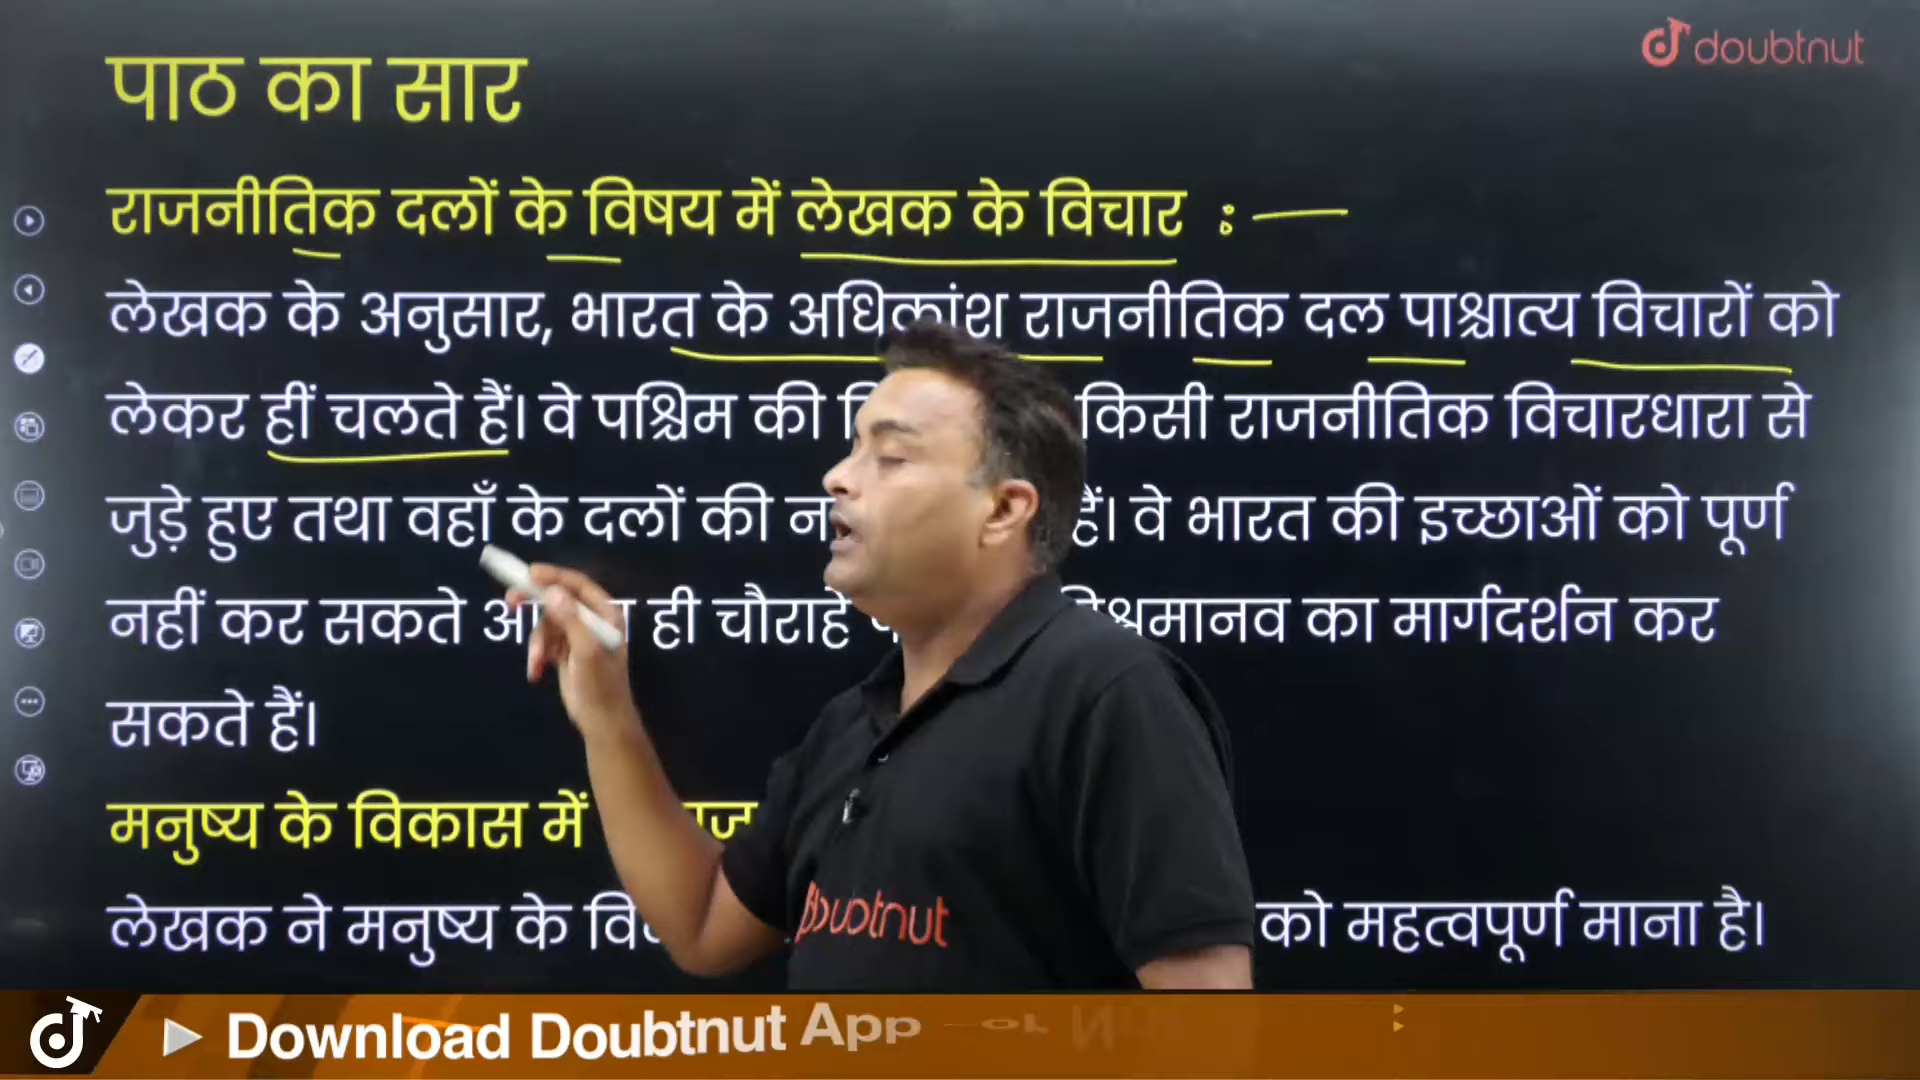 doubtnut
पाठ का सार
राजनीतिक दलों के विषय में लेखक के विचार :—
लेखक के अनुसार, भारत के अधिकांश राजनीतिक दल पाश्चात्य विचारों को
लेकर हीं चलते हैं। वे पश्चिम की किसी राजनीतिक विचारधारा से
जुड़े हुए तथा वहाँ के दलों की हैं। वे भारत की इच्छाओं को पूर्ण
नहीं कर सकते ही चौराहे का मार्गदर्शन कर
सकते हैं।
मनुष्य के विकास में
लेखक ने मनुष्य के को महत्वपूर्ण माना है।
doubtnut
Download Doubtnut App